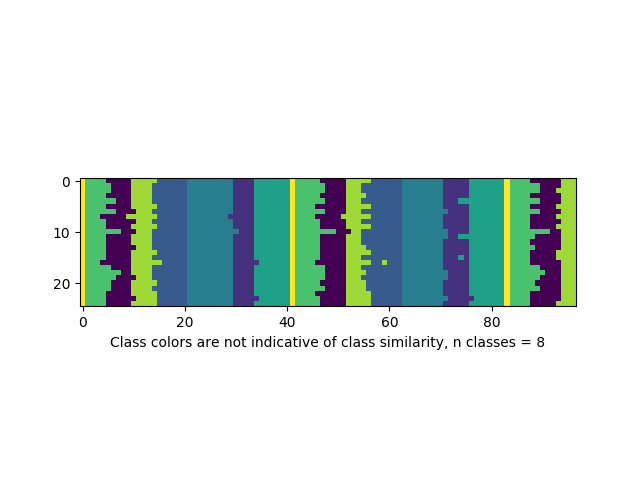 0
10
20
0 20 40 60 80
Class colors are not indicative of class similarity, n classes = 8